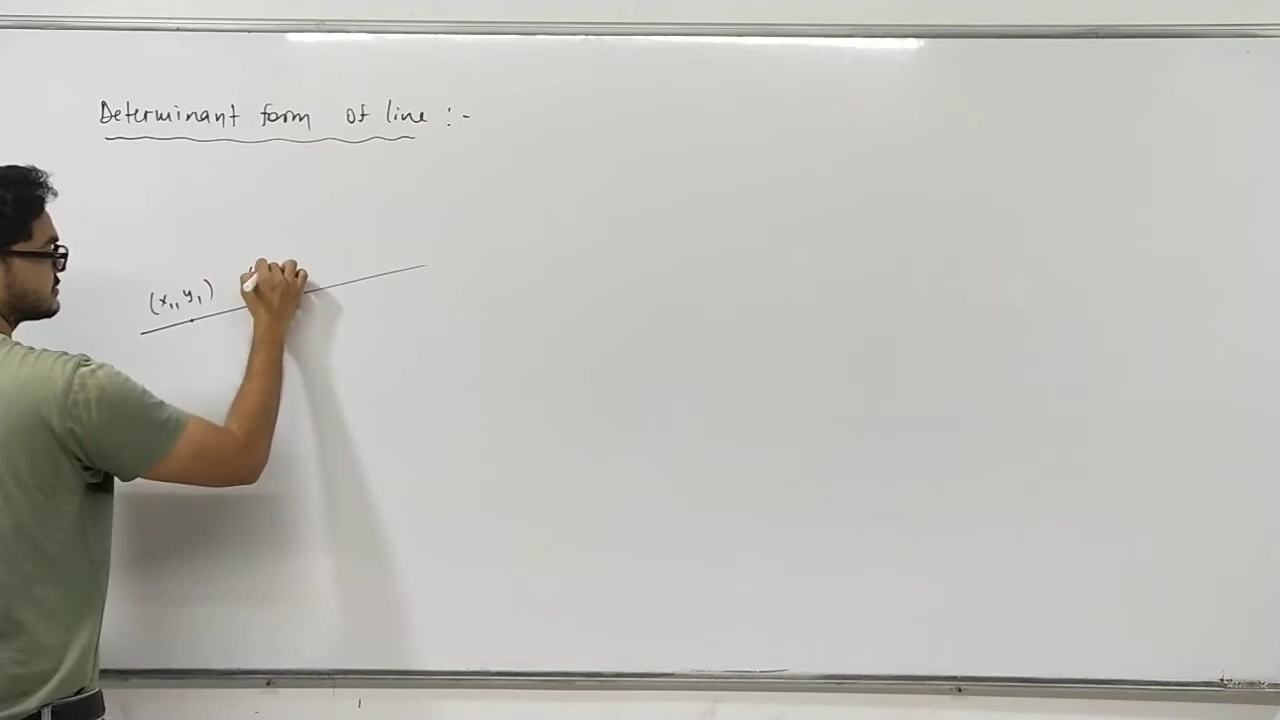 Determinant form of line :-
(x₁, y₁)